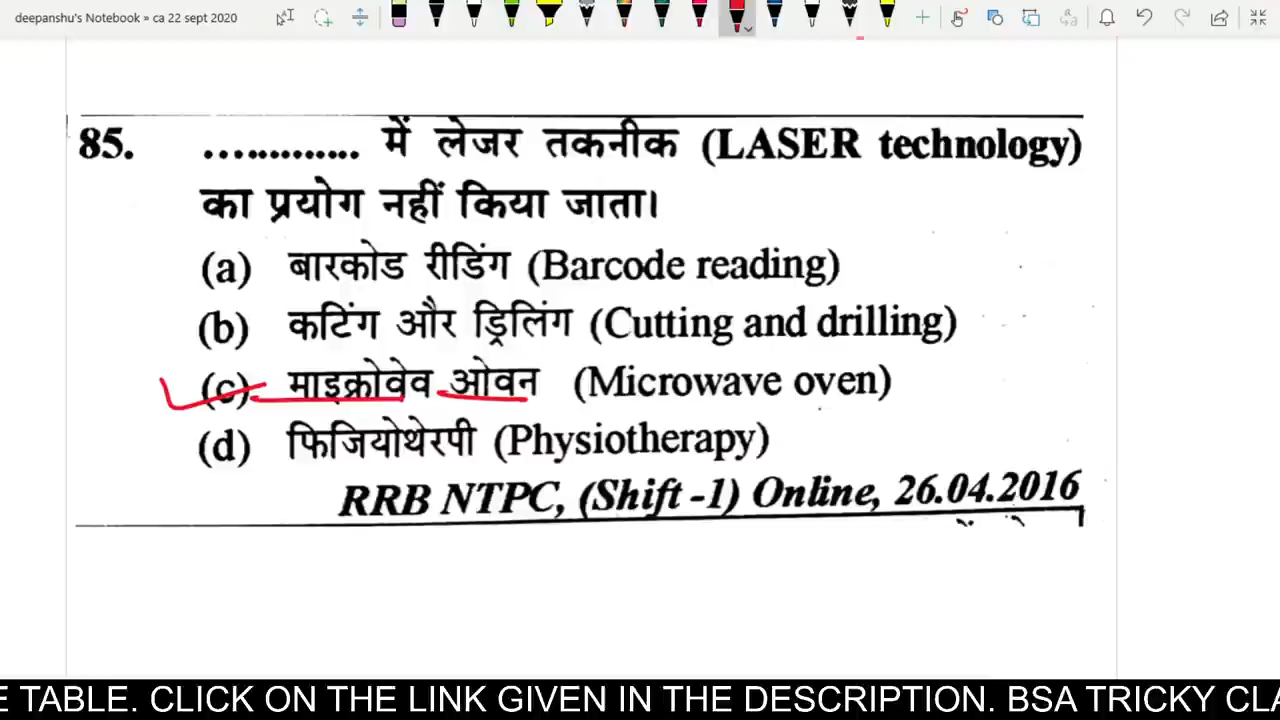 deepanshu's Notebook » ca 22 sept 2020
85. .............. में लेजर तकनीक (LASER technology)
का प्रयोग नहीं किया जाता।
(a) बारकोड रीडिंग (Barcode reading)
(b) कटिंग और ड्रिलिंग (Cutting and drilling)
(c) माइक्रोवेव ओवन (Microwave oven)
(d) फिजियोथेरपी (Physiotherapy)
RRB NTPC, (Shift -1) Online, 26.04.2016
E TABLE. CLICK ON THE LINK GIVEN IN THE DESCRIPTION. BSA TRICKY CLA